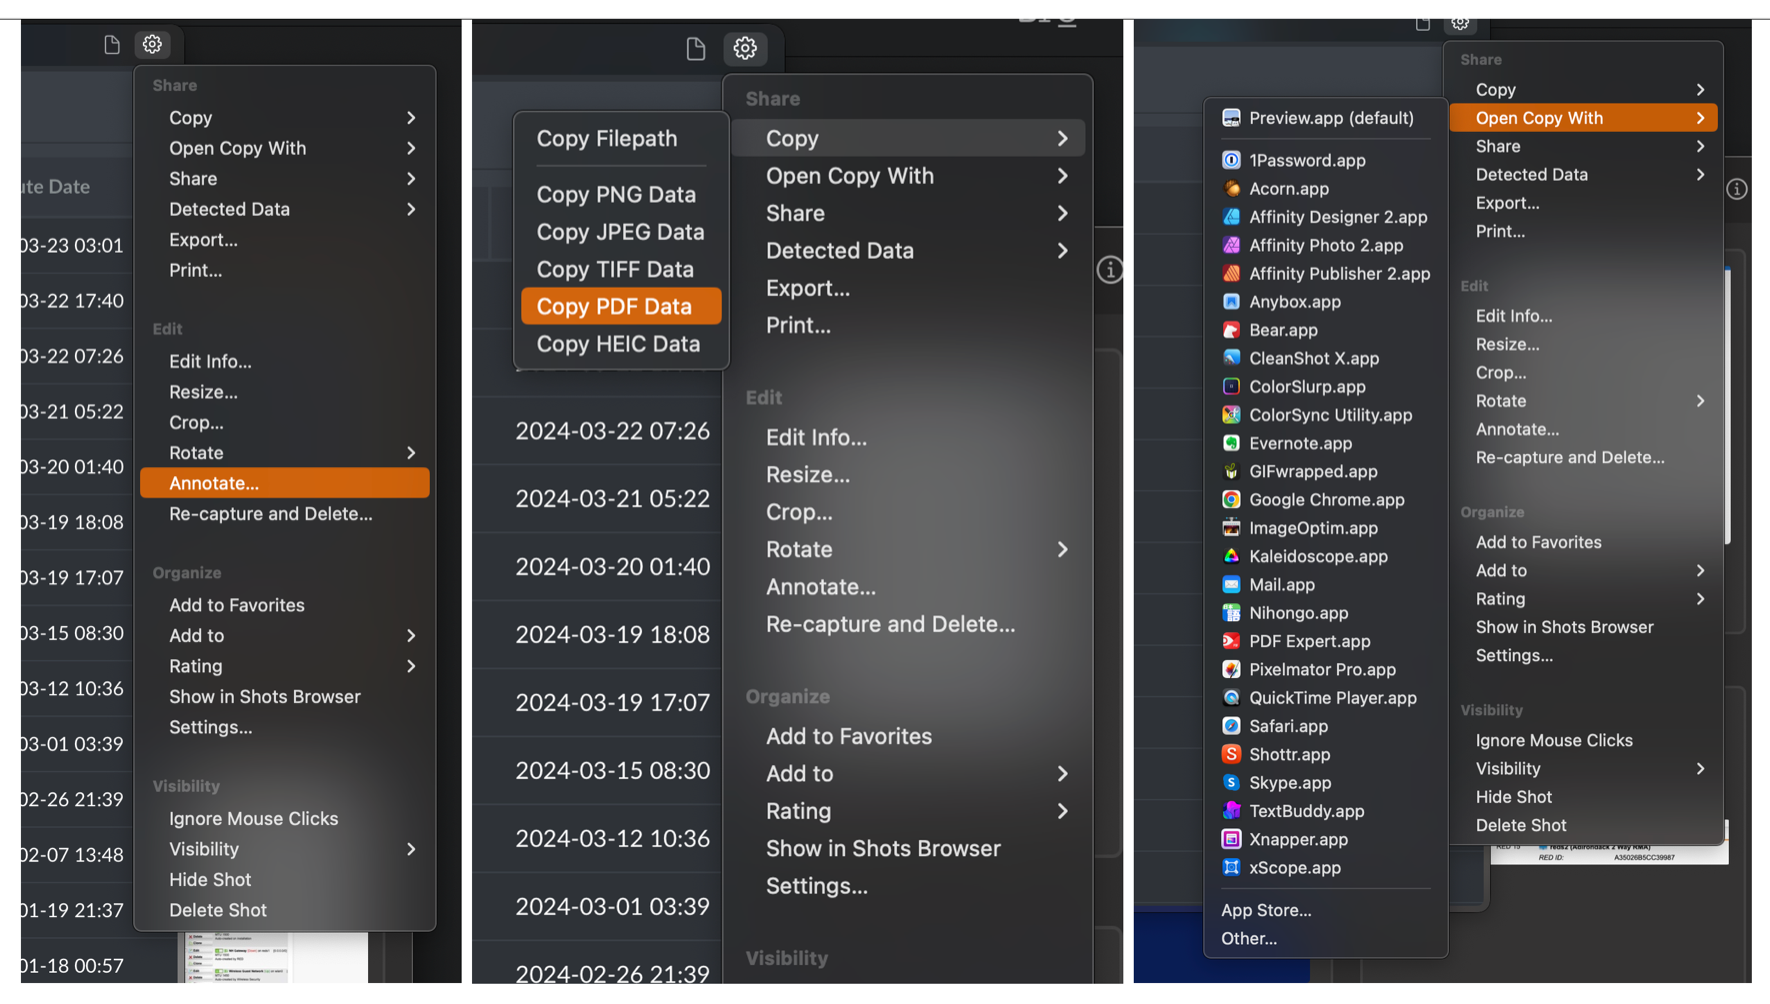 Share
Copy
Open Copy With
Share
Detected Data
Export...
Print...
Edit
Edit Info...
Resize...
Crop...
Rotate
Annotate...
Re-capture and Delete...
Organize
Add to Favorites
Add to
Rating
Show in Shots Browser
Settings...
Visibility
Ignore Mouse Clicks
Visibility
Hide Shot
Delete Shot
ute Date
03-23 03:01
03-22 17:40
03-22 07:26
03-21 05:22
03-20 01:40
03-19 18:08
03-19 17:07
03-15 08:30
03-12 10:36
03-01 03:39
02-26 21:39
02-07 13:48
01-19 21:37
01-18 00:57
Copy Filepath
Copy PNG Data
Copy JPEG Data
Copy TIFF Data
Copy PDF Data
Copy HEIC Data
2024-03-22 07:26
2024-03-21 05:22
2024-03-20 01:40
2024-03-19 18:08
2024-03-19 17:07
2024-03-15 08:30
2024-03-12 10:36
2024-03-01 03:39
2024-02-26 21:39
Share
Copy
Open Copy With
Share
Detected Data
Export...
Print...
Edit
Edit Info...
Resize...
Crop...
Rotate
Annotate...
Re-capture and Delete...
Organize
Add to Favorites
Add to
Rating
Show in Shots Browser
Settings...
Visibility
Preview.app (default)
1Password.app
Acorn.app
Affinity Designer 2.app
Affinity Photo 2.app
Affinity Publisher 2.app
Anybox.app
Bear.app
CleanShot X.app
ColorSlurp.app
ColorSync Utility.app
Evernote.app
GIFwrapped.app
Google Chrome.app
ImageOptim.app
Kaleidoscope.app
Mail.app
Nihongo.app
PDF Expert.app
Pixelmator Pro.app
QuickTime Player.app
Safari.app
Shottr.app
Skype.app
TextBuddy.app
Xnapper.app
xScope.app
App Store...
Other...
Share
Copy
Open Copy With
Share
Detected Data
Export...
Print...
Edit
Edit Info...
Resize...
Crop...
Rotate
Annotate...
Re-capture and Delete...
Organize
Add to Favorites
Add to
Rating
Show in Shots Browser
Settings...
Visibility
Ignore Mouse Clicks
Visibility
Hide Shot
Delete Shot
reds2 (Adirondack 2 Way RMA)
RED ID: A35026B5CC39987